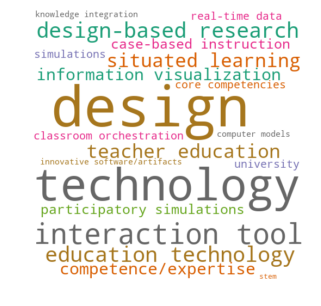 knowledge integration
real-time data
design-based research
case-based instruction
simulations
situated learning
information visualization
core competencies
design
classroom orchestration
computer models
teacher education
innovative software/artifacts
university
technology
participatory simulations
interaction tool
education technology
competence/expertise
stem